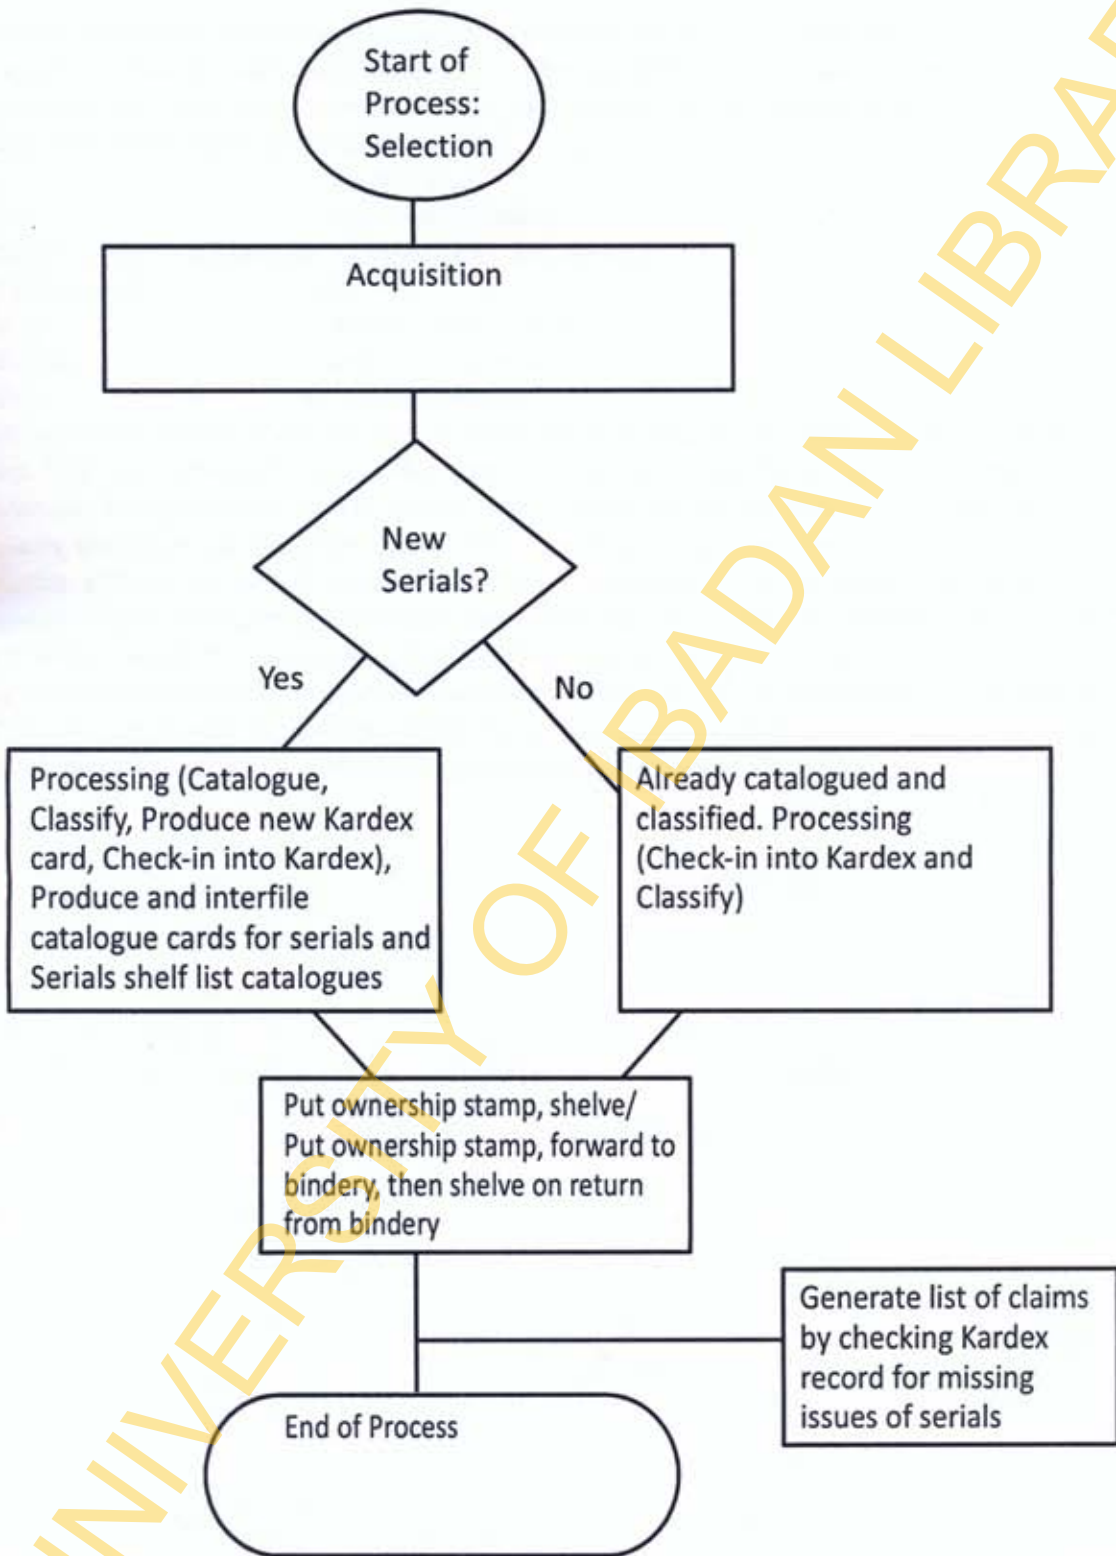 Start of
Process:
Selection
Acquisition
New
Serials?
Yes
No
Processing (Catalogue,
Classify, Produce new Kardex
card, Check-in into Kardex),
Produce and interfile
catalogue cards for serials and
Serials shelf list catalogues
Already catalogued and
classified. Processing
(Check-in into Kardex and
Classify)
Put ownership stamp, shelve/
Put ownership stamp, forward to
bindery, then shelve on return
from bindery
Generate list of claims
by checking Kardex
record for missing
issues of serials
End of Process
UNIVERSITY OF IBADAN LIBRAR